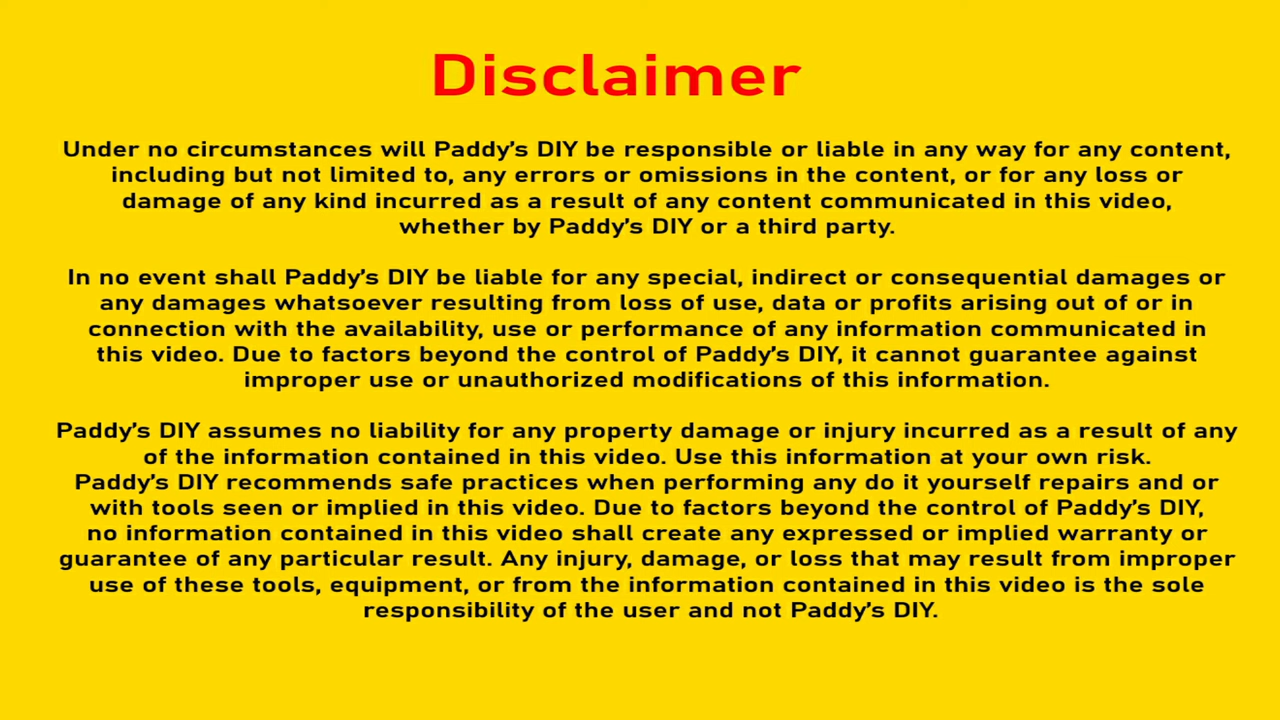 Disclaimer
Under no circumstances will Paddy's DIY be responsible or liable in any way for any content,
including but not limited to, any errors or omissions in the content, or for any loss or
damage of any kind incurred as a result of any content communicated in this video,
whether by Paddy's DIY or a third party.
In no event shall Paddy's DIY be liable for any special, indirect or consequential damages or
any damages whatsoever resulting from loss of use, data or profits arising out of or in
connection with the availability, use or performance of any information communicated in
this video. Due to factors beyond the control of Paddy's DIY, it cannot guarantee against
improper use or unauthorized modifications of this information.
Paddy's DIY assumes no liability for any property damage or injury incurred as a result of any
of the information contained in this video. Use this information at your own risk.
Paddy's DIY recommends safe practices when performing any do it yourself repairs and or
with tools seen or implied in this video. Due to factors beyond the control of Paddy's DIY,
no information contained in this video shall create any expressed or implied warranty or
guarantee of any particular result. Any injury, damage, or loss that may result from improper
use of these tools, equipment, or from the information contained in this video is the sole
responsibility of the user and not Paddy's DIY.